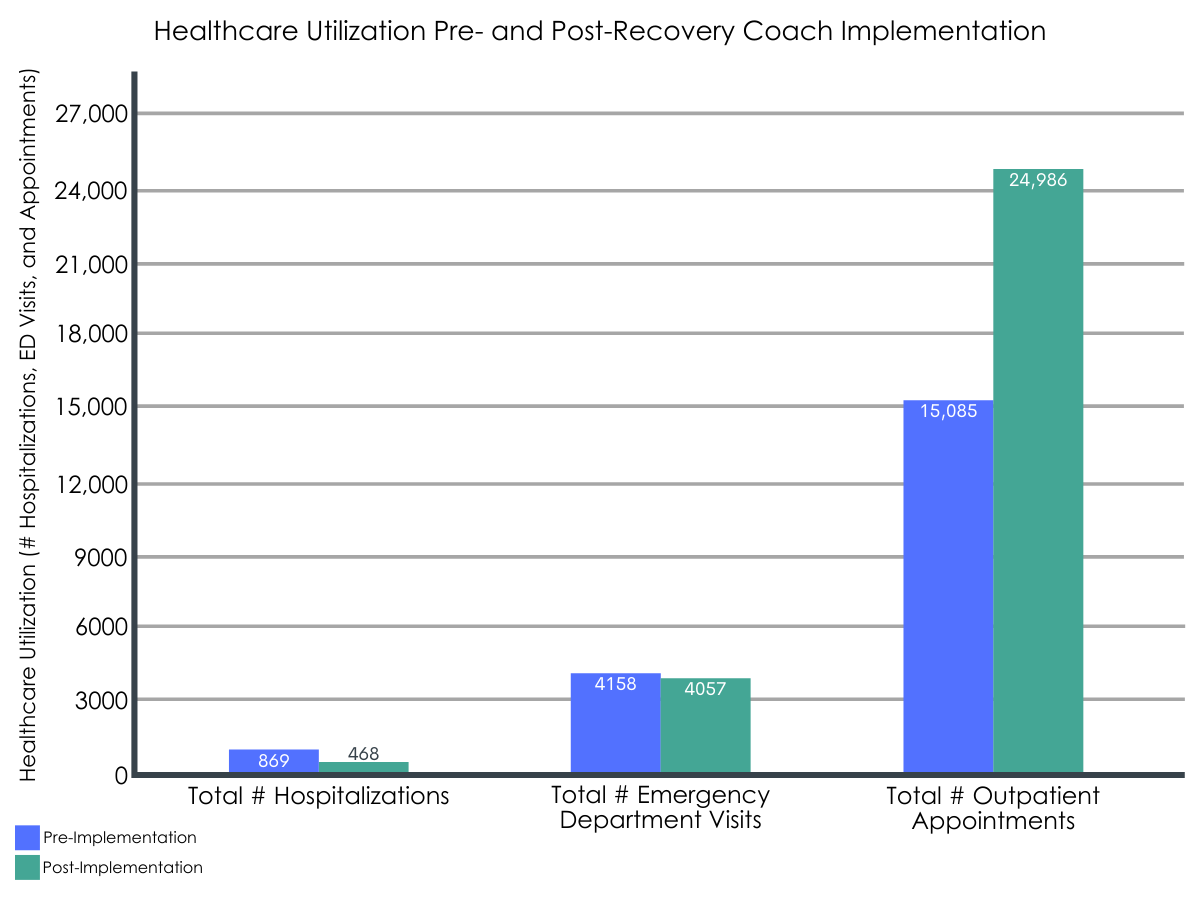 Healthcare Utilization Pre- and Post-Recovery Coach Implementation
Healthcare Utilization (# Hospitalizations, ED Visits, and Appointments)
27,000
24,000
21,000
18,000
15,000
12,000
9000
6000
3000
0
869
468
4158
4057
15,085
24,986
Total # Hospitalizations
Total # Emergency
Department Visits
Total # Outpatient
Appointments
Pre-Implementation
Post-Implementation